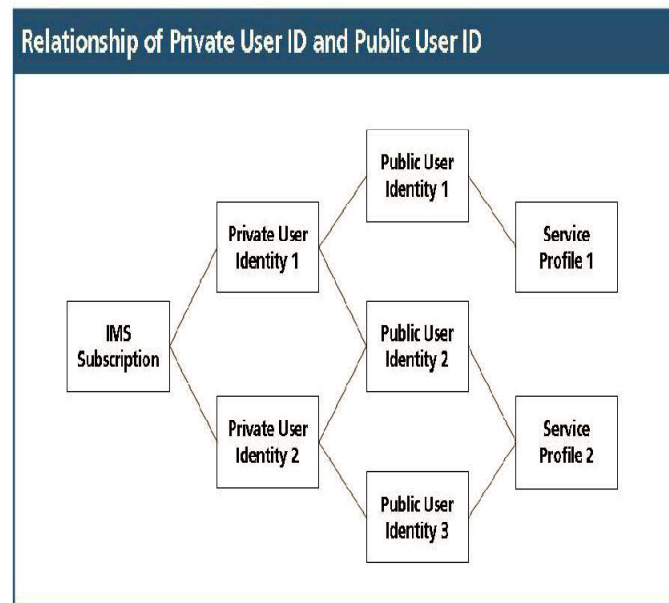 Relationship of Private User ID and Public User ID
Public User
Identity 1
Private User
Identity 1
Service
Profile 1
IMS
Subscription
Public User
Identity 2
Private User
Identity 2
Service
Profile 2
Public User
Identity 3